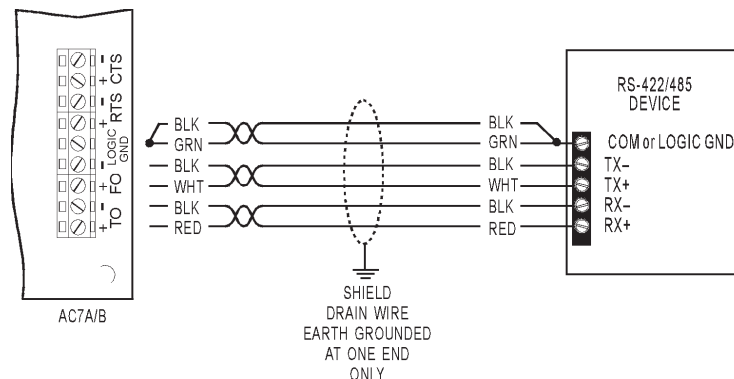 - CTS
+
- RTS
+
LOGIC
GND
-
+ FO
-
+ TO
AC7A/B
BLK
GRN
BLK
WHT
BLK
RED
SHIELD
DRAIN WIRE
EARTH GROUNDED
AT ONE END
ONLY
BLK
GRN
BLK
WHT
BLK
RED
RS-422/485
DEVICE
COM or LOGIC GND
TX–
TX+
RX–
RX+